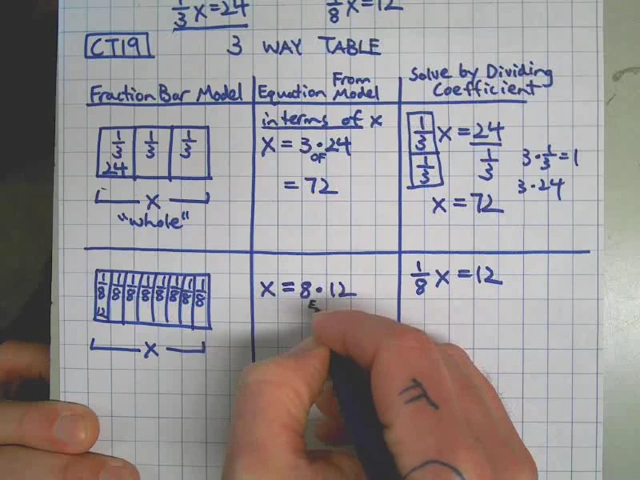 1/3 x = 24
1/8 x = 12
CT19
3 WAY TABLE
Fraction Bar Model
Equation From Model
Solve by Dividing Coefficient
1/3 1/3 1/3
24
x
"whole"
in terms of x
x = 3 · 24
OF
= 72
1/3 x = 24
1/3 1/3
x = 72
3 · 1/3 = 1
3 · 24
1/8 1/8 1/8 1/8 1/8 1/8 1/8 1/8
12
x
x = 8 · 12
1/8 x = 12
π